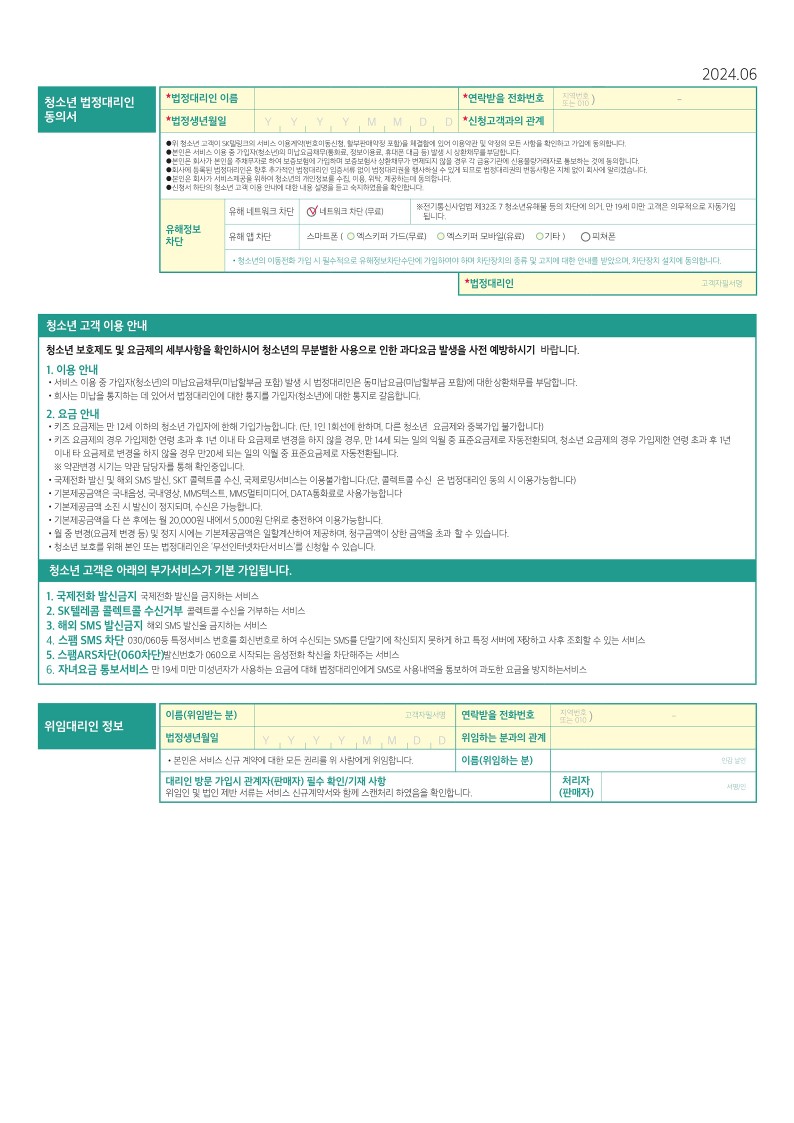 2024.06
청소년 법정대리인
동의서
*법정대리인 이름
*연락받을 전화번호
지역번호
또는 010 ) -
*법정생년월일
Y Y Y Y M M D D
*신청고객과의 관계
●위 청소년 고객이 SK텔링크의 서비스 이용계약(번호이동신청, 할부판매약정 포함)을 체결함에 있어 이용약관 및 약정의 모든 사항을 확인하고 가입에 동의합니다.
●본인은 서비스 이용 중 가입자(청소년)의 미납요금채무(통화료, 정보이용료, 휴대폰 대금 등) 발생 시 상환채무를 부담합니다.
●본인은 회사가 본인을 주채무자로 하여 보증보험에 가입하며 보증보험사 상환채무가 변제되지 않을 경우 각 금융기관에 신용불량거래자로 통보하는 것에 동의합니다.
●회사에 등록된 법정대리인은 향후 추가적인 법정대리인 입증서류 없이 법정대리권을 행사하실 수 있게 되므로 법정대리권의 변동사항은 지체 없이 회사에 알리겠습니다.
●본인은 회사가 서비스제공을 위하여 청소년의 개인정보를 수집, 이용, 위탁, 제공하는데 동의합니다.
●신청서 하단의 청소년 고객 이용 안내에 대한 내용 설명을 듣고 숙지하였음을 확인합니다.
유해정보
차단
유해 네트워크 차단
네트워크 차단 (무료)
※전기통신사업법 제32조 7 청소년유해물 등의 차단에 의거, 만 19세 미만 고객은 의무적으로 자동가입
됩니다.
유해 앱 차단
스마트폰 ( ○ 엑스키퍼 가드(무료) ○ 엑스키퍼 모바일(유료) ○ 기타 ) ○ 피처폰
• 청소년의 이동전화 가입 시 필수적으로 유해정보차단수단에 가입하여야 하며 차단장치의 종류 및 고지에 대한 안내를 받았으며, 차단장치 설치에 동의합니다.
*법정대리인
고객자필서명
청소년 고객 이용 안내
청소년 보호제도 및 요금제의 세부사항을 확인하시어 청소년의 무분별한 사용으로 인한 과다요금 발생을 사전 예방하시기 바랍니다.
1. 이용 안내
• 서비스 이용 중 가입자(청소년)의 미납요금채무(미납할부금 포함) 발생 시 법정대리인은 동미납요금(미납할부금 포함)에 대한 상환채무를 부담합니다.
• 회사는 미납을 통지하는 데 있어서 법정대리인에 대한 통지를 가입자(청소년)에 대한 통지로 갈음합니다.
2. 요금 안내
• 키즈 요금제는 만 12세 이하의 청소년 가입자에 한해 가입가능합니다. (단, 1인 1회선에 한하며, 다른 청소년 요금제와 중복가입 불가합니다)
• 키즈 요금제의 경우 가입제한 연령 초과 후 1년 이내 타 요금제로 변경을 하지 않을 경우, 만 14세 되는 일의 익월 중 표준요금제로 자동전환되며, 청소년 요금제의 경우 가입제한 연령 초과 후 1년
이내 타 요금제로 변경을 하지 않을 경우 만20세 되는 일의 익월 중 표준요금제로 자동전환됩니다.
※ 약관변경 시기는 약관 담당자를 통해 확인중입니다.
• 국제전화 발신 및 해외 SMS 발신, SKT 콜렉트콜 수신, 국제로밍서비스는 이용불가합니다.(단, 콜렉트콜 수신 은 법정대리인 동의 시 이용가능합니다)
• 기본제공금액은 국내음성, 국내영상, MMS텍스트, MMS멀티미디어, DATA통화료로 사용가능합니다
• 기본제공금액 소진 시 발신이 정지되며, 수신은 가능합니다.
• 기본제공금액을 다 쓴 후에는 월 20,000원 내에서 5,000원 단위로 충전하여 이용가능합니다.
• 월 중 변경(요금제 변경 등) 및 정지 시에는 기본제공금액은 일할계산하여 제공하며, 청구금액이 상한 금액을 초과 할 수 있습니다.
• 청소년 보호를 위해 본인 또는 법정대리인은 '무선인터넷차단서비스'를 신청할 수 있습니다.
청소년 고객은 아래의 부가서비스가 기본 가입됩니다.
1. 국제전화 발신금지 국제전화 발신을 금지하는 서비스
2. SK텔레콤 콜렉트콜 수신거부 콜렉트콜 수신을 거부하는 서비스
3. 해외 SMS 발신금지 해외 SMS 발신을 금지하는 서비스
4. 스팸 SMS 차단 030/060등 특정서비스 번호를 회신번호로 하여 수신되는 SMS를 단말기에 착신되지 못하게 하고 특정 서버에 저장하고 사후 조회할 수 있는 서비스
5. 스팸ARS차단(060차단)발신번호가 060으로 시작되는 음성전화 착신을 차단해주는 서비스
6. 자녀요금 통보서비스 만 19세 미만 미성년자가 사용하는 요금에 대해 법정대리인에게 SMS로 사용내역을 통보하여 과도한 요금을 방지하는서비스
위임대리인 정보
이름(위임받는 분)
고객자필서명
연락받을 전화번호
지역번호
또는 010 ) -
법정생년월일
Y Y Y Y M M D D
위임하는 분과의 관계
• 본인은 서비스 신규 계약에 대한 모든 권리를 위 사람에게 위임합니다.
이름(위임하는 분)
인감 날인
대리인 방문 가입시 관계자(판매자) 필수 확인/기재 사항
위임인 및 법인 제반 서류는 서비스 신규계약서와 함께 스캔처리 하였음을 확인합니다.
처리자
(판매자)
서명/인